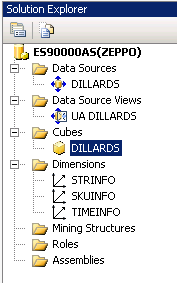 Solution Explorer
ES90000AS(ZEPPO)
Data Sources
DILLARDS
Data Source Views
UA DILLARDS
Cubes
DILLARDS
Dimensions
STRINFO
SKUINFO
TIMEINFO
Mining Structures
Roles
Assemblies